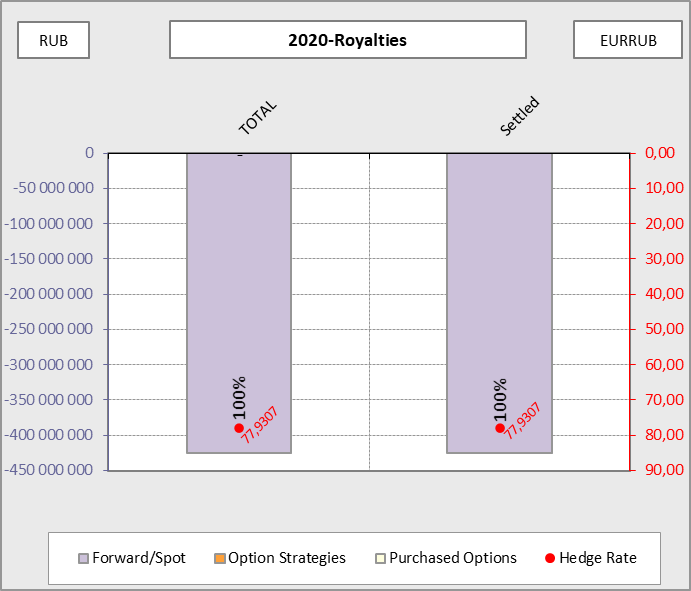 RUB
2020-Royalties
EURRUB
TOTAL
Settled
0
-50 000 000
-100 000 000
-150 000 000
-200 000 000
-250 000 000
-300 000 000
-350 000 000
-400 000 000
-450 000 000
100%
77,9307
100%
77,9307
0,00
10,00
20,00
30,00
40,00
50,00
60,00
70,00
80,00
90,00
Forward/Spot
Option Strategies
Purchased Options
Hedge Rate